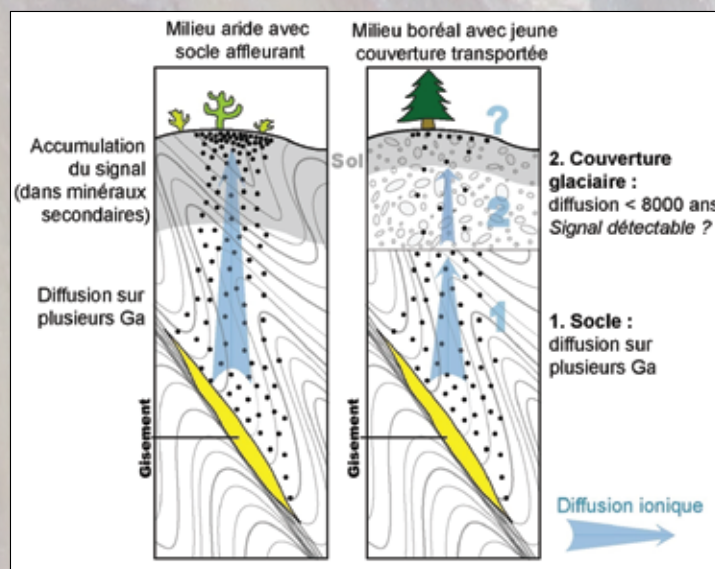 Milieu aride avec
socle affleurant
Milieu boréal avec jeune
couverture transportée
Accumulation
du signal
(dans minéraux
secondaires)
Diffusion sur
plusieurs Ga
Gisement
Sol
?
2
1
Gisement
2. Couverture
glaciaire :
diffusion < 8000 ans
Signal détectable ?
1. Socle :
diffusion sur
plusieurs Ga
Diffusion ionique